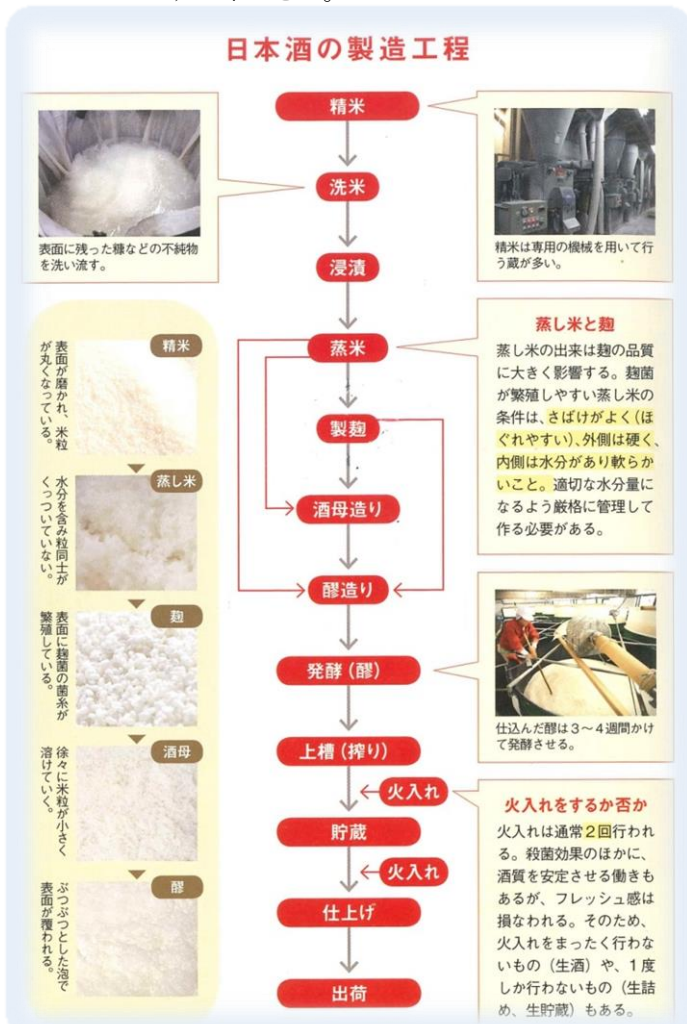 日本酒の製造工程
精米
洗米
浸漬
蒸米
製麹
酒母造り
醪造り
発酵（醪）
上槽（搾り）
火入れ
貯蔵
火入れ
仕上げ
出荷
表面に残った糠などの不純物
を洗い流す。
精米は専用の機械を用いて行
う蔵が多い。
蒸し米と麹
蒸し米の出来は麹の品質
に大きく影響する。麹菌
が繁殖しやすい蒸し米の
条件は、さばけがよく（ほ
ぐれやすい）、外側は硬く、
内側は水分があり軟らか
いこと。適切な水分量に
なるよう厳格に管理して
作る必要がある。
仕込んだ醪は３〜４週間かけ
て発酵させる。
火入れをするか否か
火入れは通常２回行われ
る。殺菌効果のほかに、
酒質を安定させる働きも
あるが、フレッシュ感は
損なわれる。そのため、
火入れをまったく行わな
いもの（生酒）や、１度
しか行わないもの（生詰
め、生貯蔵）もある。
精米
表面が磨かれ、米粒
が丸くなっている。
蒸し米
水分を含み粒同士が
くっついていない。
麹
表面に麹菌の菌糸が
繁殖している。
酒母
徐々に米粒が小さく
溶けていく。
醪
ぶつぶつとした泡で
表面が覆われる。